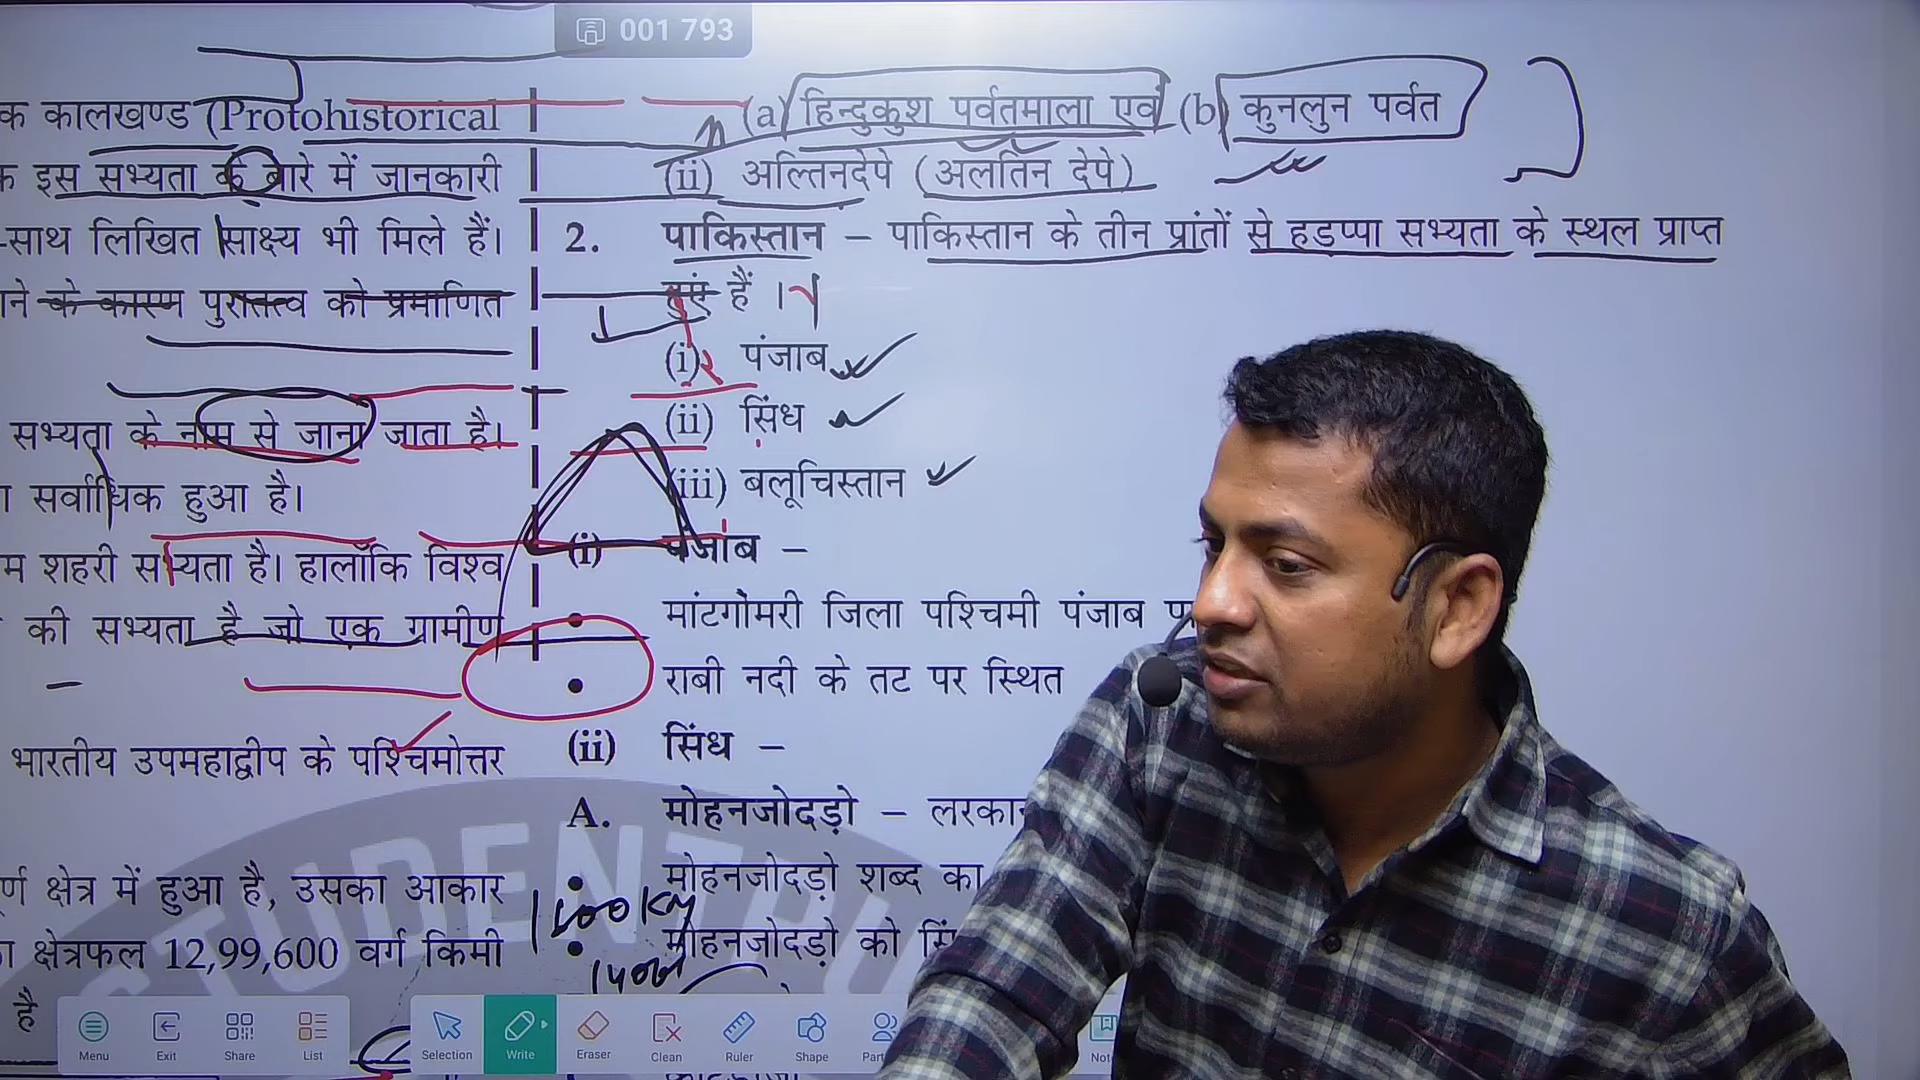 001 793
क कालखण्ड (Protohistorical
क इस सभ्यता के बारे में जानकारी
-साथ लिखित साक्ष्य भी मिले हैं।
ाने के कारण पुरातत्व को प्रमाणित
सभ्यता के नाम से जाना जाता है।
ा सर्वाधिक हुआ है।
म शहरी सभ्यता है। हालाँकि विश्व
की सभ्यता है जो एक ग्रामीण
–
भारतीय उपमहाद्वीप के पश्चिमोत्तर
र्ण क्षेत्र में हुआ है, उसका आकार
ा क्षेत्रफल 12,99,600 वर्ग किमी
है
(a) हिन्दुकुश पर्वतमाला एवं (b) कुनलुन पर्वत
(ii) अल्तिनदेपे (अलतिन देपे)
2. पाकिस्तान – पाकिस्तान के तीन प्रांतों से हडप्पा सभ्यता के स्थल प्राप्त
हुएं हैं ।
(i) पंजाब
(ii) सिंध
(iii) बलूचिस्तान
(i) पंजाब –
• मांटगोमरी जिला पश्चिमी पंजाब
• राबी नदी के तट पर स्थित
(ii) सिंध –
A. मोहनजोदड़ो – लरका
• मोहनजोदड़ो शब्द का
• मोहनजोदड़ो को सिं
STUDENT
Menu Exit Share List Selection Write Eraser Clean Ruler Shape